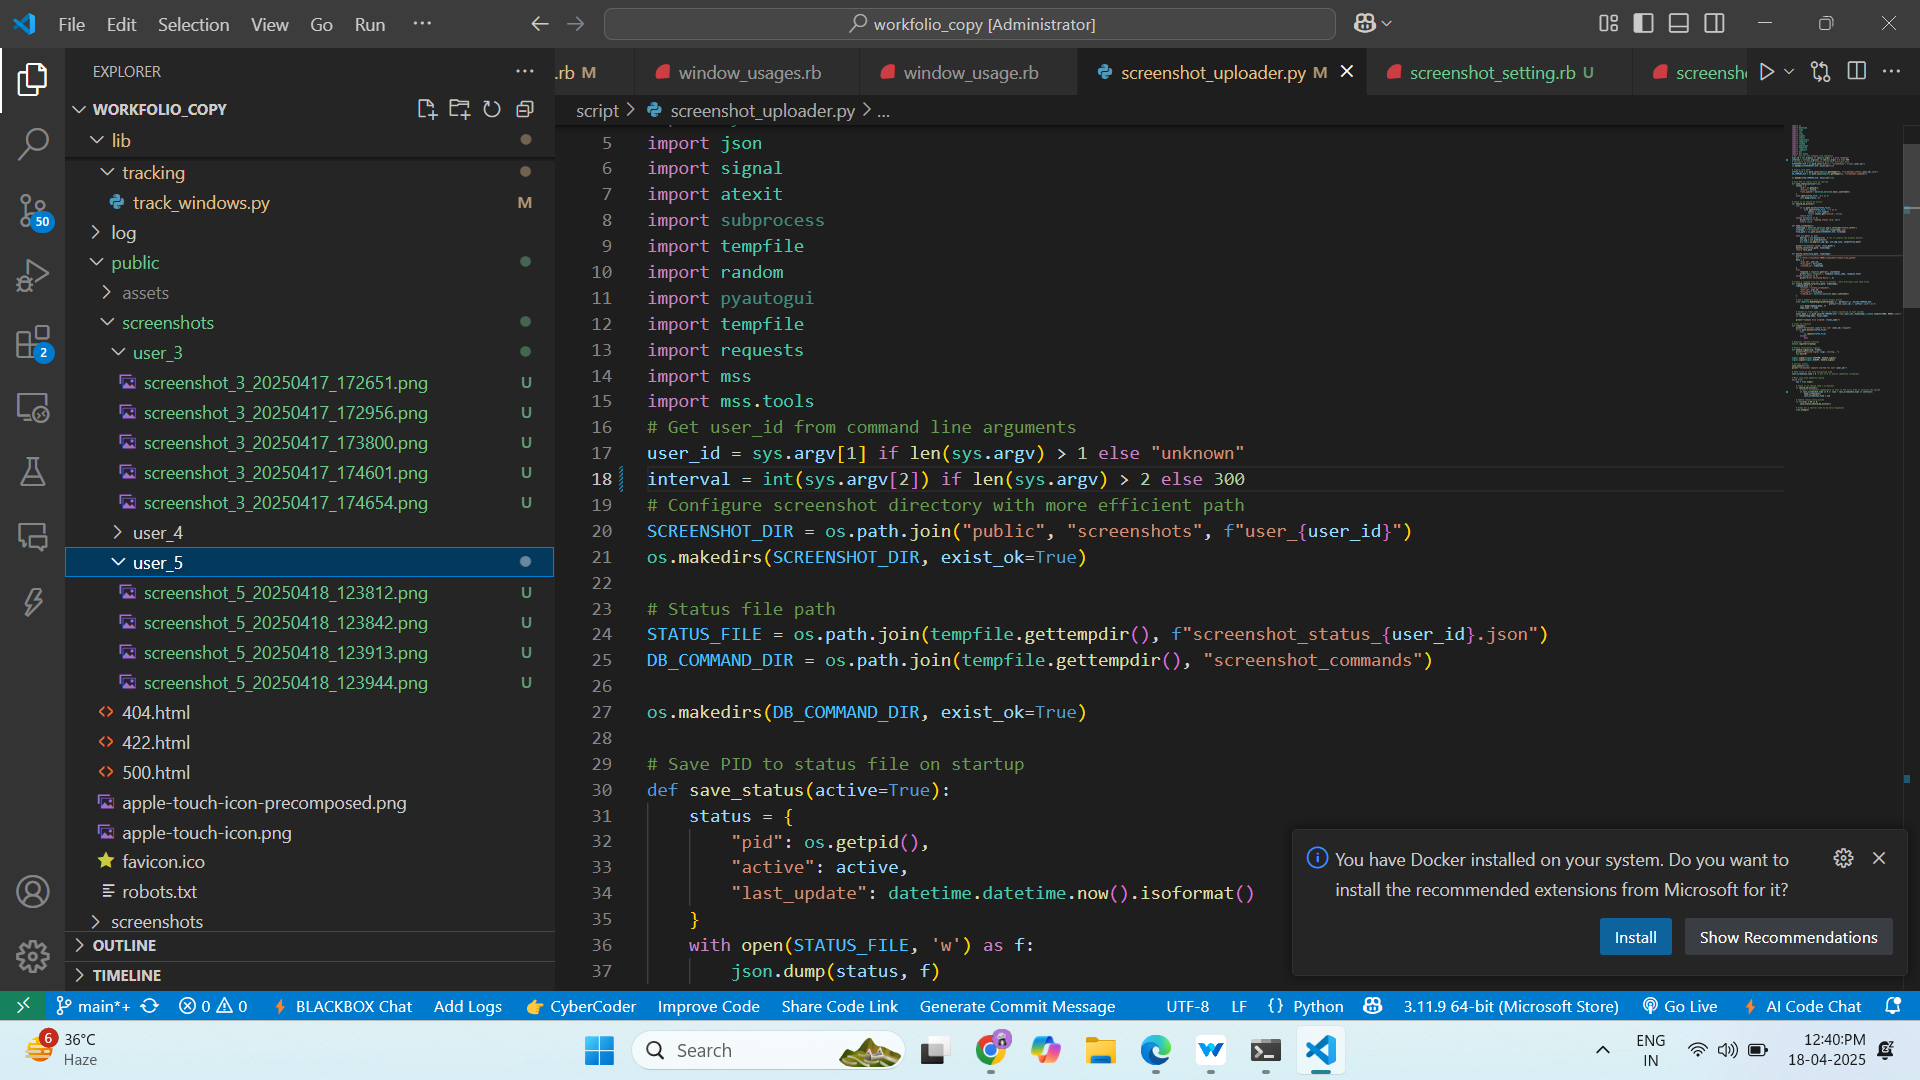 File Edit Selection View Go Run ···
workfolio_copy [Administrator]
EXPLORER
WORKFOLIO_COPY
lib
tracking
track_windows.py M
log
public
assets
screenshots
user_3
screenshot_3_20250417_172651.png U
screenshot_3_20250417_172956.png U
screenshot_3_20250417_173800.png U
screenshot_3_20250417_174601.png U
screenshot_3_20250417_174654.png U
user_4
user_5
screenshot_5_20250418_123812.png U
screenshot_5_20250418_123842.png U
screenshot_5_20250418_123913.png U
screenshot_5_20250418_123944.png U
404.html
422.html
500.html
apple-touch-icon-precomposed.png
apple-touch-icon.png
favicon.ico
robots.txt
screenshots
OUTLINE
TIMELINE
50
2
.rb M window_usages.rb window_usage.rb screenshot_uploader.py M screenshot_setting.rb U
script > screenshot_uploader.py > ...
5 import json
6 import signal
7 import atexit
8 import subprocess
9 import tempfile
10 import random
11 import pyautogui
12 import tempfile
13 import requests
14 import mss
15 import mss.tools
16 # Get user_id from command line arguments
17 user_id = sys.argv[1] if len(sys.argv) > 1 else "unknown"
18 interval = int(sys.argv[2]) if len(sys.argv) > 2 else 300
19 # Configure screenshot directory with more efficient path
20 SCREENSHOT_DIR = os.path.join("public", "screenshots", f"user_{user_id}")
21 os.makedirs(SCREENSHOT_DIR, exist_ok=True)
22
23 # Status file path
24 STATUS_FILE = os.path.join(tempfile.gettempdir(), f"screenshot_status_{user_id}.json")
25 DB_COMMAND_DIR = os.path.join(tempfile.gettempdir(), "screenshot_commands")
26
27 os.makedirs(DB_COMMAND_DIR, exist_ok=True)
28
29 # Save PID to status file on startup
30 def save_status(active=True):
31 status = {
32 "pid": os.getpid(),
33 "active": active,
34 "last_update": datetime.datetime.now().isoformat()
35 }
36 with open(STATUS_FILE, 'w') as f:
37 json.dump(status, f)
You have Docker installed on your system. Do you want to
install the recommended extensions from Microsoft for it?
Install Show Recommendations
main*+ 0 0 BLACKBOX Chat Add Logs CyberCoder Improve Code Share Code Link Generate Commit Message UTF-8 LF {} Python 3.11.9 64-bit (Microsoft Store) Go Live AI Code Chat
6
36°C
Haze
Search
ENG
IN
12:40:PM
18-04-2025